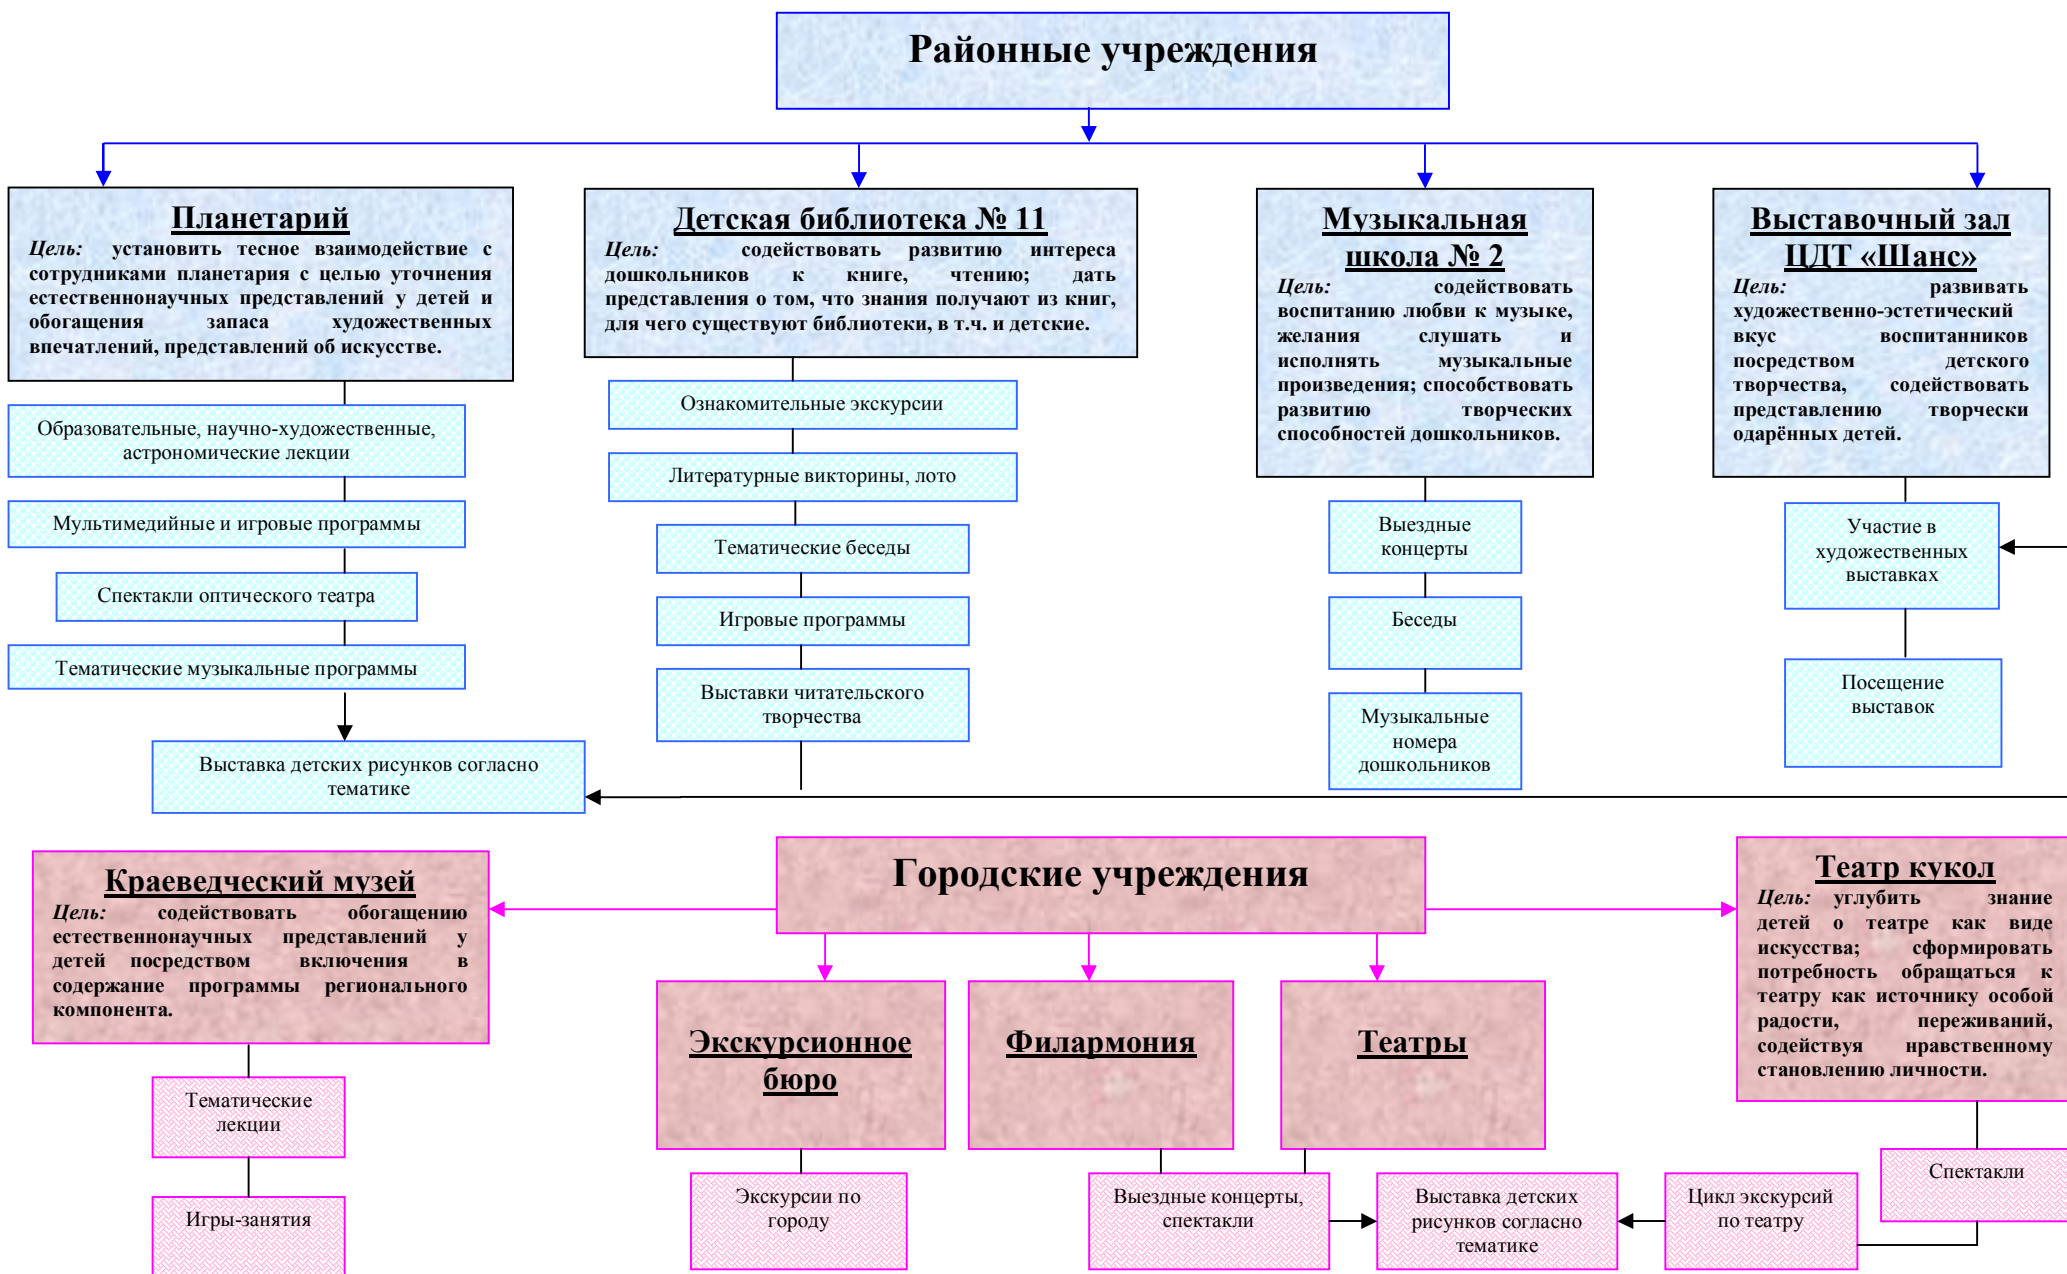 Районные учреждения
Планетарий
Цель: установить тесное взаимодействие с
сотрудниками планетария с целью уточнения
естественнонаучных представлений у детей и
обогащения запаса художественных
впечатлений, представлений об искусстве.
Образовательные, научно-художественные,
астрономические лекции
Мультимедийные и игровые программы
Спектакли оптического театра
Тематические музыкальные программы
Детская библиотека № 11
Цель: содействовать развитию интереса
дошкольников к книге, чтению; дать
представления о том, что знания получают из книг,
для чего существуют библиотеки, в т.ч. и детские.
Ознакомительные экскурсии
Литературные викторины, лото
Тематические беседы
Игровые программы
Выставки читательского
творчества
Выставка детских рисунков согласно
тематике
Музыкальная
школа № 2
Цель: содействовать
воспитанию любви к музыке,
желания слушать и
исполнять музыкальные
произведения; способствовать
развитию творческих
способностей дошкольников.
Выездные
концерты
Беседы
Музыкальные
номера
дошкольников
Выставочный зал
ЦДТ «Шанс»
Цель: развивать
художественно-эстетический
вкус воспитанников
посредством детского
творчества, содействовать
представлению творчески
одарённых детей.
Участие в
художественных
выставках
Посещение
выставок
Городские учреждения
Краеведческий музей
Цель: содействовать обогащению
естественнонаучных представлений у
детей посредством включения в
содержание программы регионального
компонента.
Тематические
лекции
Игры-занятия
Экскурсионное
бюро
Экскурсии по
городу
Филармония
Театры
Выездные концерты,
спектакли
Выставка детских
рисунков согласно
тематике
Театр кукол
Цель: углубить знание
детей о театре как виде
искусства; сформировать
потребность обращаться к
театру как источнику особой
радости, переживаний,
содействуя нравственному
становлению личности.
Спектакли
Цикл экскурсий
по театру